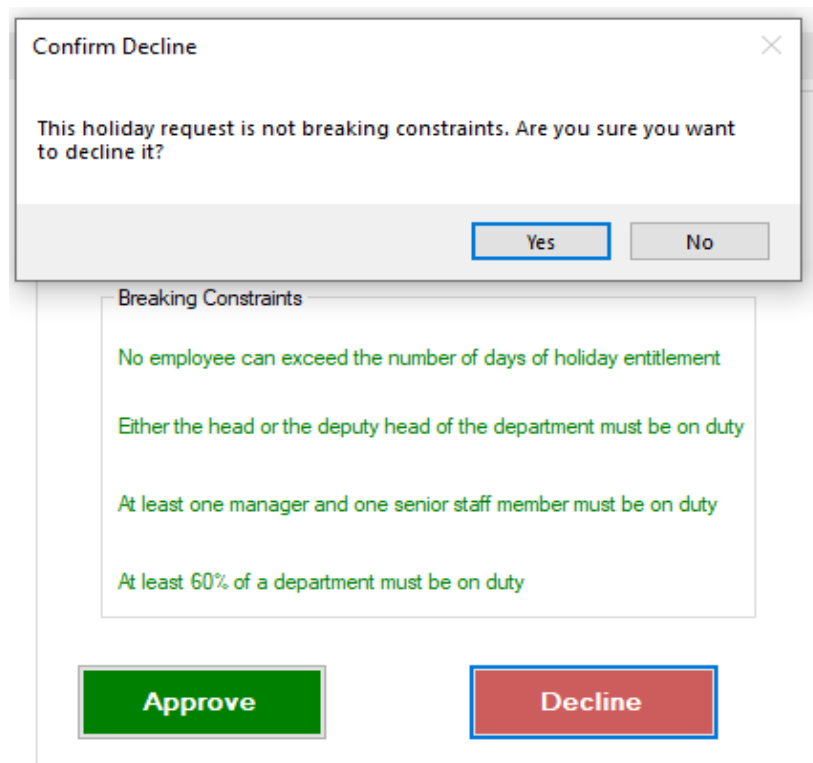 Confirm Decline
This holiday request is not breaking constraints. Are you sure you want
to decline it?
Yes
No
Breaking Constraints
No employee can exceed the number of days of holiday entitlement
Either the head or the deputy head of the department must be on duty
At least one manager and one senior staff member must be on duty
At least 60% of a department must be on duty
Approve
Decline